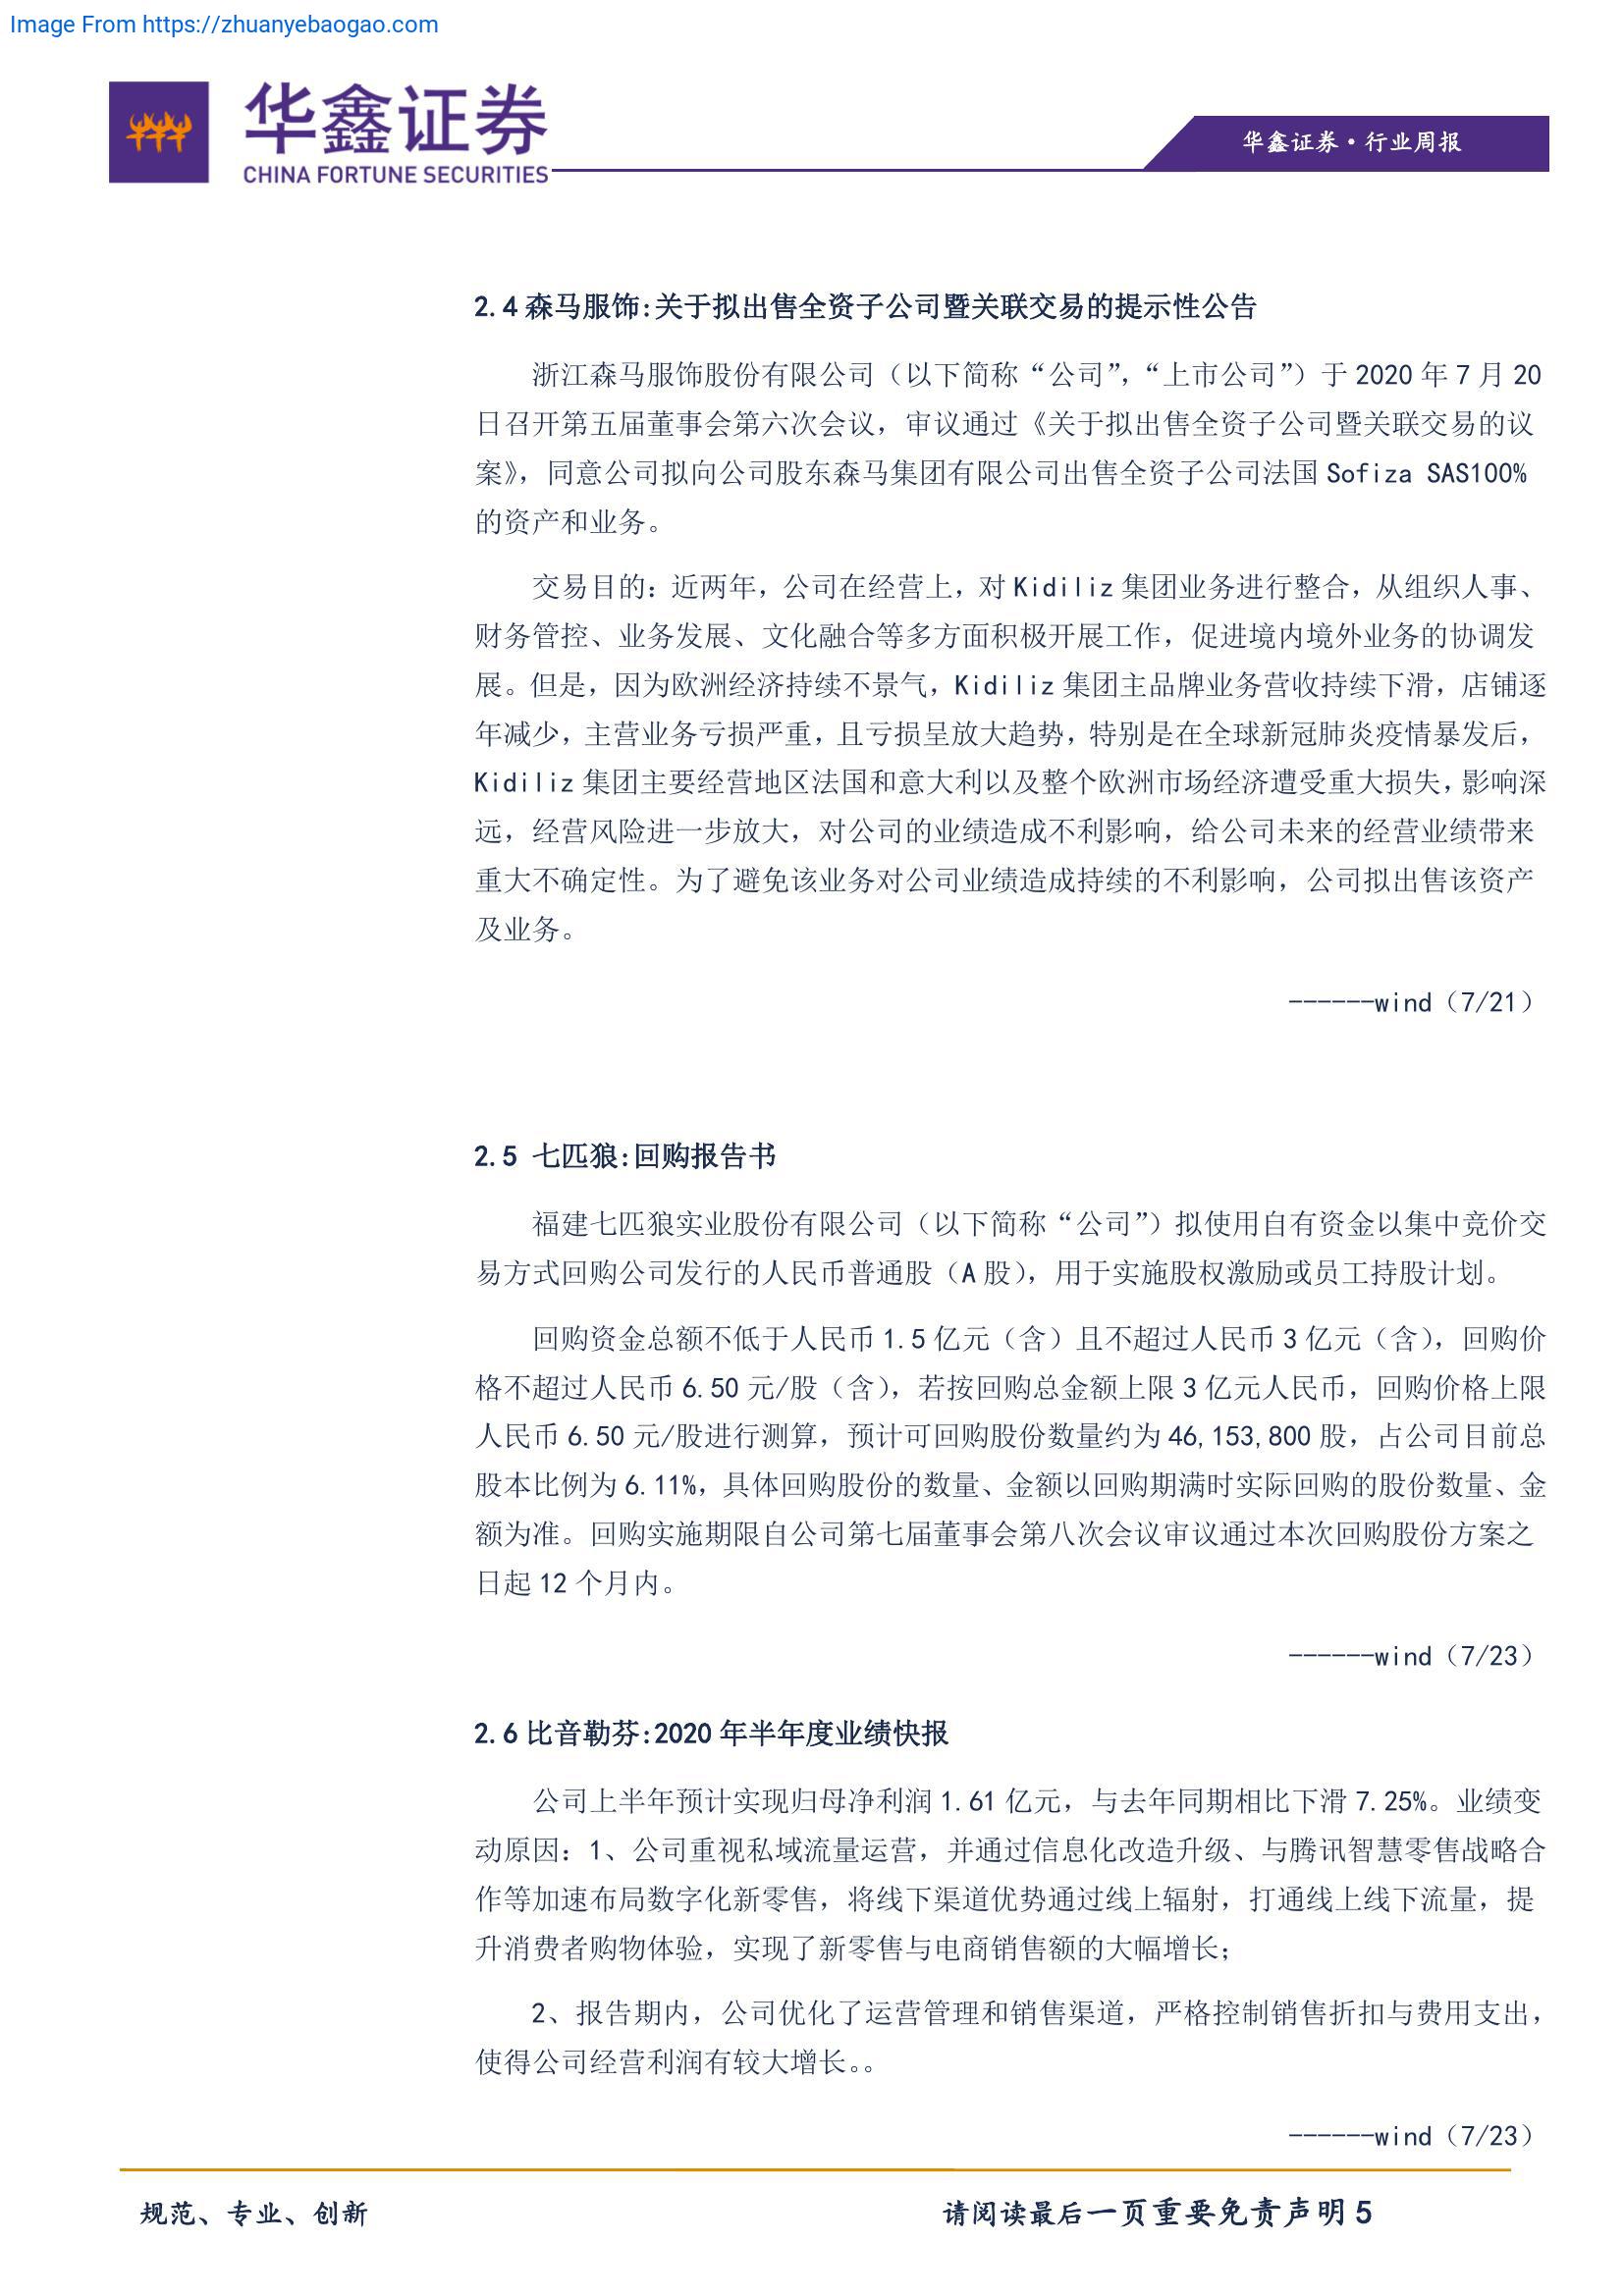 Image From https://zhuanyebaogao.com
华鑫证券
CHINA FORTUNE SECURITIES
华鑫证券·行业周报
2.4 森马服饰:关于拟出售全资子公司暨关联交易的提示性公告
浙江森马服饰股份有限公司（以下简称“公司”，“上市公司”）于 2020 年 7 月 20
日召开第五届董事会第六次会议，审议通过《关于拟出售全资子公司暨关联交易的议
案》，同意公司拟向公司股东森马集团有限公司出售全资子公司法国 Sofiza SAS100%
的资产和业务。
交易目的：近两年，公司在经营上，对 Kidiliz 集团业务进行整合，从组织人事、
财务管控、业务发展、文化融合等多方面积极开展工作，促进境内境外业务的协调发
展。但是，因为欧洲经济持续不景气，Kidiliz 集团主品牌业务营收持续下滑，店铺逐
年减少，主营业务亏损严重，且亏损呈放大趋势，特别是在全球新冠肺炎疫情暴发后，
Kidiliz 集团主要经营地区法国和意大利以及整个欧洲市场经济遭受重大损失，影响深
远，经营风险进一步放大，对公司的业绩造成不利影响，给公司未来的经营业绩带来
重大不确定性。为了避免该业务对公司业绩造成持续的不利影响，公司拟出售该资产
及业务。
------wind（7/21）
2.5 七匹狼:回购报告书
福建七匹狼实业股份有限公司（以下简称“公司”）拟使用自有资金以集中竞价交
易方式回购公司发行的人民币普通股（A 股），用于实施股权激励或员工持股计划。
回购资金总额不低于人民币 1.5 亿元（含）且不超过人民币 3 亿元（含），回购价
格不超过人民币 6.50 元/股（含），若按回购总金额上限 3 亿元人民币，回购价格上限
人民币 6.50 元/股进行测算，预计可回购股份数量约为 46,153,800 股，占公司目前总
股本比例为 6.11%，具体回购股份的数量、金额以回购期满时实际回购的股份数量、金
额为准。回购实施期限自公司第七届董事会第八次会议审议通过本次回购股份方案之
日起 12 个月内。
------wind（7/23）
2.6 比音勒芬:2020 年半年度业绩快报
公司上半年预计实现归母净利润 1.61 亿元，与去年同期相比下滑 7.25%。业绩变
动原因：1、公司重视私域流量运营，并通过信息化改造升级、与腾讯智慧零售战略合
作等加速布局数字化新零售，将线下渠道优势通过线上辐射，打通线上线下流量，提
升消费者购物体验，实现了新零售与电商销售额的大幅增长；
2、报告期内，公司优化了运营管理和销售渠道，严格控制销售折扣与费用支出，
使得公司经营利润有较大增长。。
------wind（7/23）
规范、专业、创新
请阅读最后一页重要免责声明 5